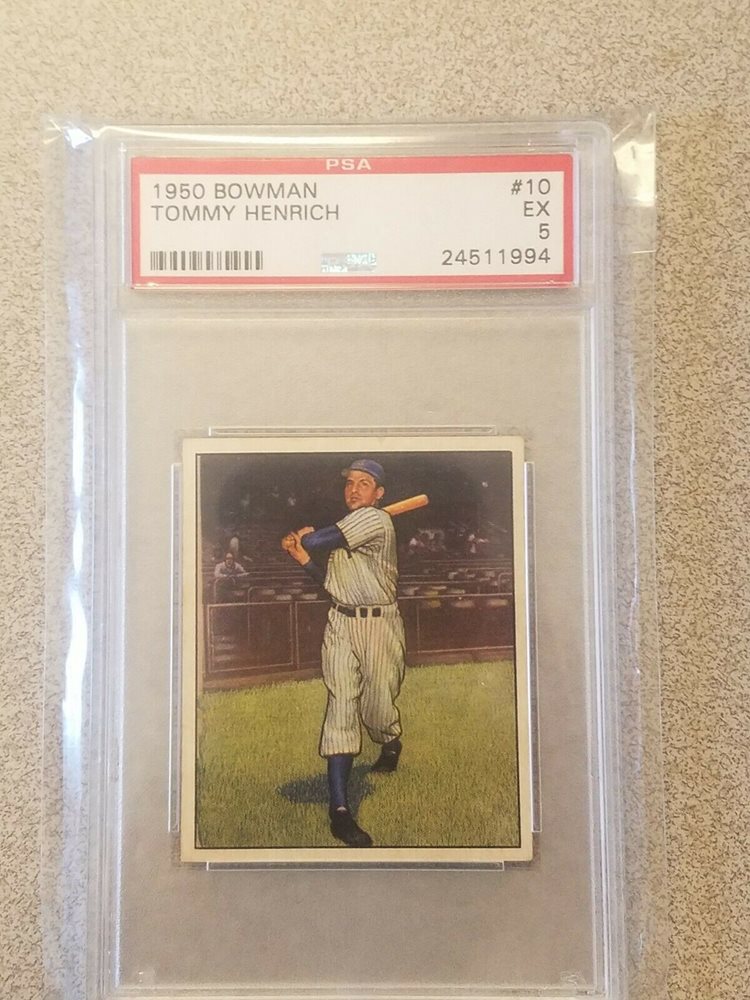 PSA
1950 BOWMAN #10
TOMMY HENRICH EX
5
24511994